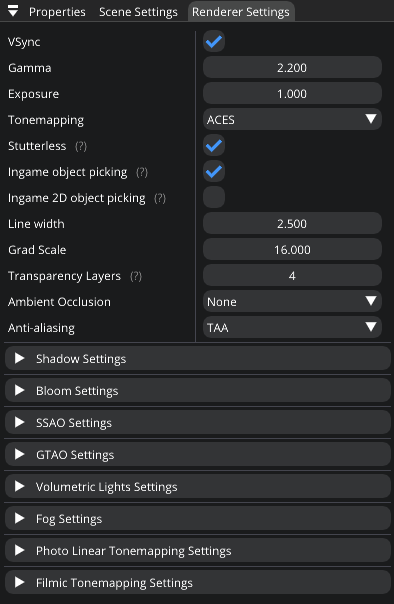 Properties Scene Settings Renderer Settings
VSync
Gamma 2.200
Exposure 1.000
Tonemapping ACES
Stutterless (?)
Ingame object picking (?)
Ingame 2D object picking (?)
Line width 2.500
Grad Scale 16.000
Transparency Layers (?) 4
Ambient Occlusion None
Anti-aliasing TAA
Shadow Settings
Bloom Settings
SSAO Settings
GTAO Settings
Volumetric Lights Settings
Fog Settings
Photo Linear Tonemapping Settings
Filmic Tonemapping Settings